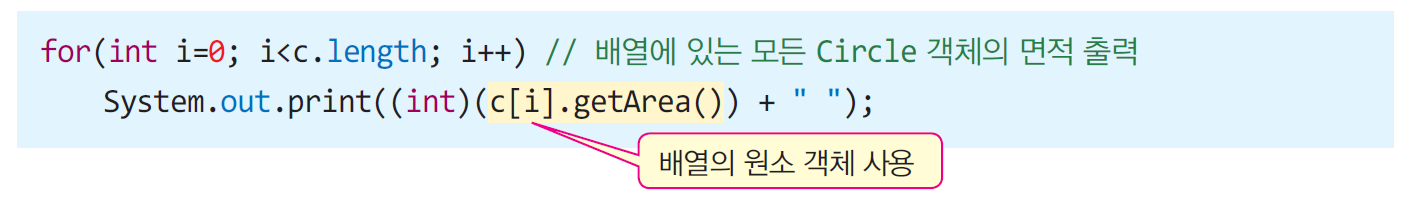 for(int i=0; i<c.length; i++) // 배열에 있는 모든 Circle 객체의 면적 출력
System.out.print((int)(c[i].getArea()) + " ");
배열의 원소 객체 사용